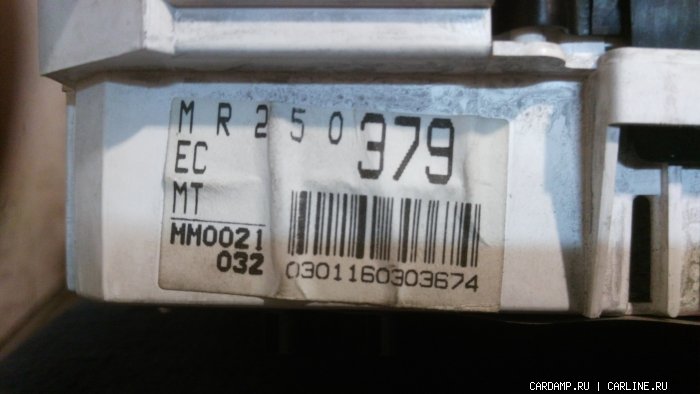 MR250379
EC
MT
MM0021
032
0301160303674
CARDAMP.RU | CARLINE.RU